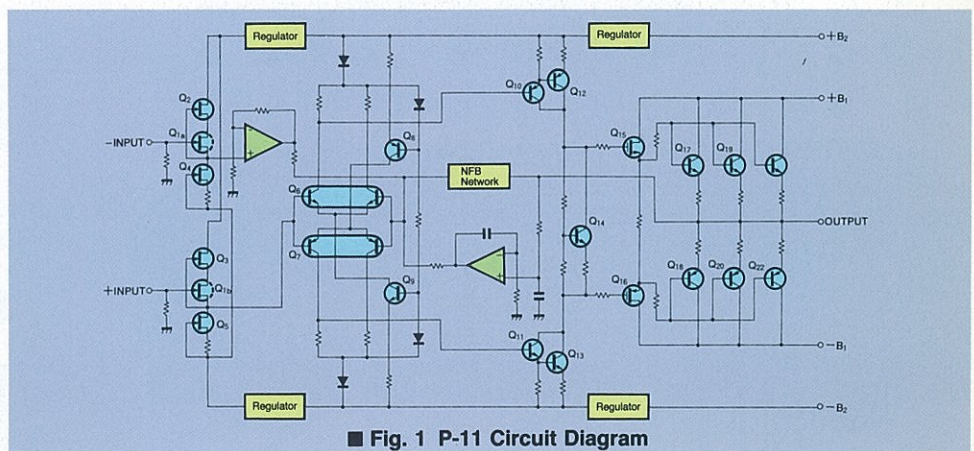 Regulator
Regulator
+B₂
Q₂
Q₁₀
Q₁₂
+B₁
Q₁ₐ
−INPUT
− +
Q₈
Q₁₅
Q₁₇
Q₁₉
Q₄
Q₆
NFB Network
Q₁₄
OUTPUT
Q₇
− +
Q₃
Q₉
Q₁₆
Q₁₈
Q₂₀
Q₂₂
+INPUT
Q₁ᵦ
Q₅
Q₁₁
Q₁₃
−B₁
Regulator
Regulator
−B₂
■ Fig. 1 P-11 Circuit Diagram